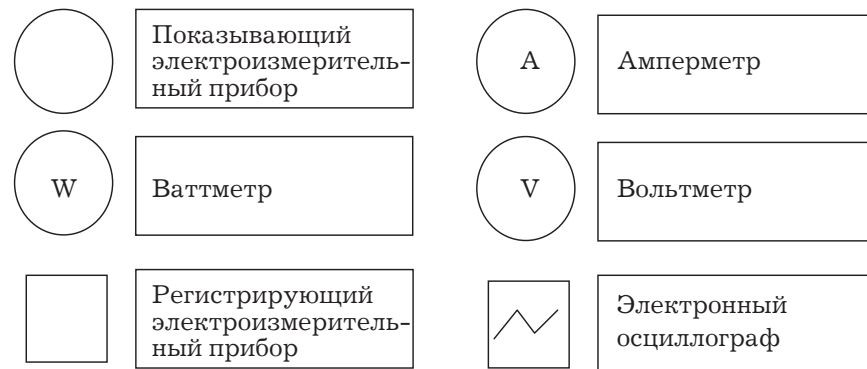 Показывающий
электроизмеритель-
ный прибор
A
Амперметр
W
Ваттметр
V
Вольтметр
Регистрирующий
электроизмеритель-
ный прибор
Электронный
осциллограф